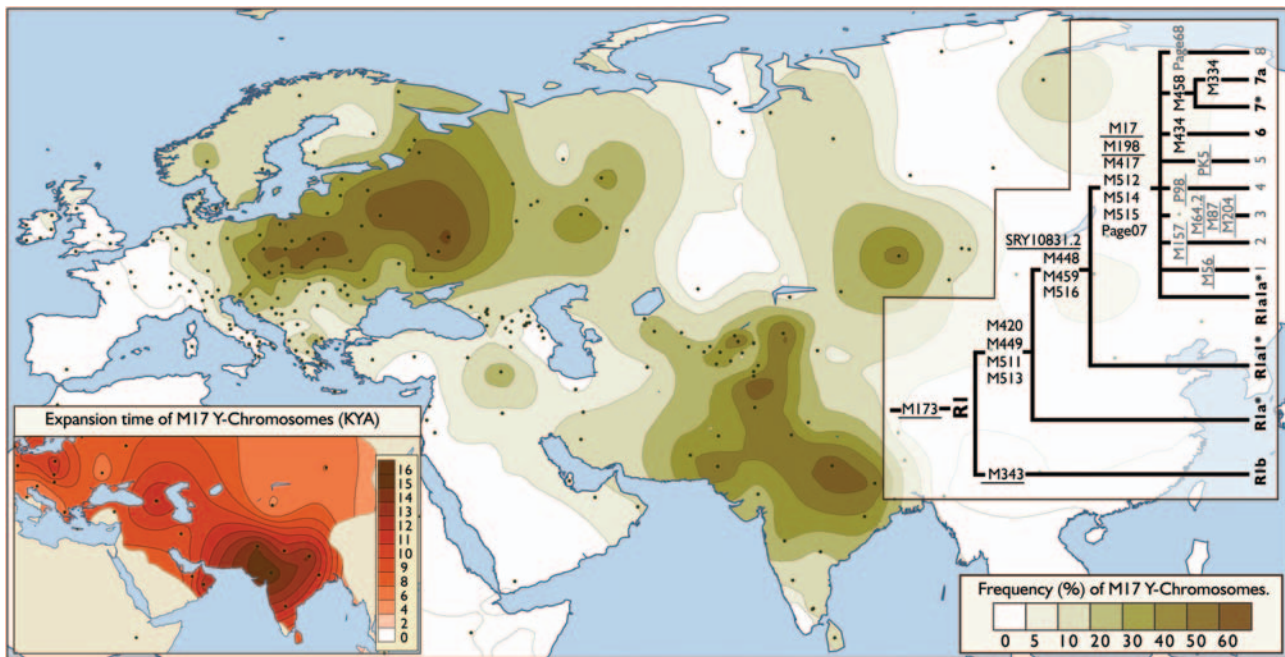 Page68
M458
M334
8
7a
7*
M434
6
M17
M198
M417
M512
M514
M515
Page07
PK5
5
P98
4
M64.2
M87
M204
3
M157
2
M56
1
R1a1a*
SRY10831.2
M448
M459
M516
R1a1*
M420
M449
M511
M513
R1a*
M173
R1
M343
R1b
Expansion time of M17 Y-Chromosomes (KYA)
16
15
14
13
12
11
10
9
8
6
4
2
0
Frequency (%) of M17 Y-Chromosomes.
0 5 10 20 30 40 50 60